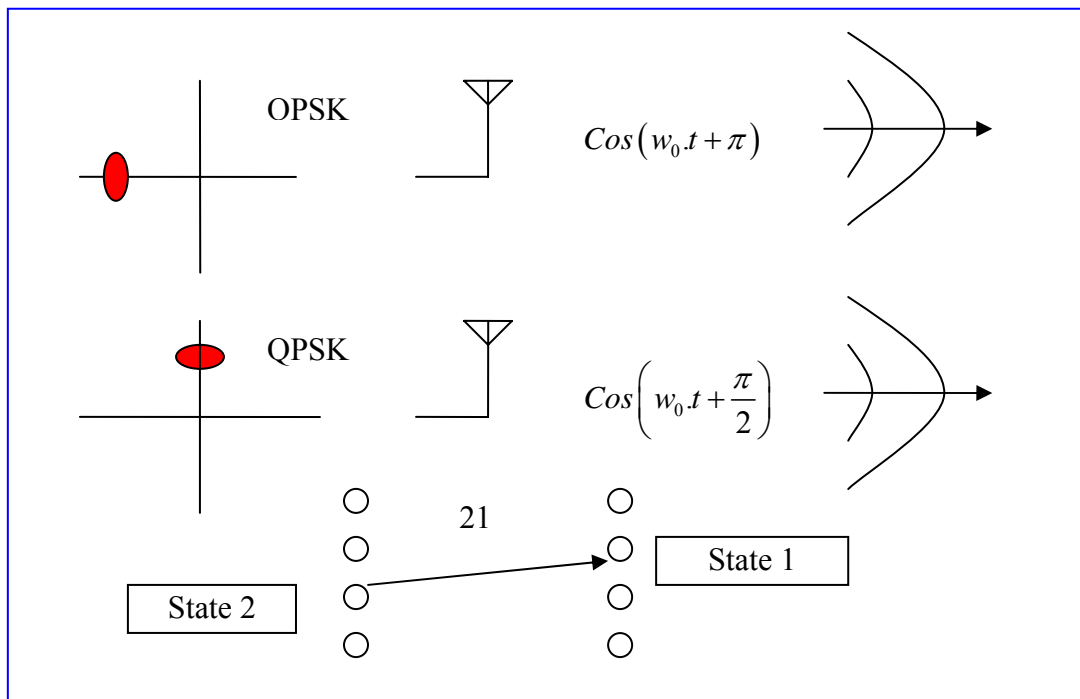 OPSK
Cos(w₀.t + π)
QPSK
Cos(w₀.t + π/2)
21
State 1
State 2